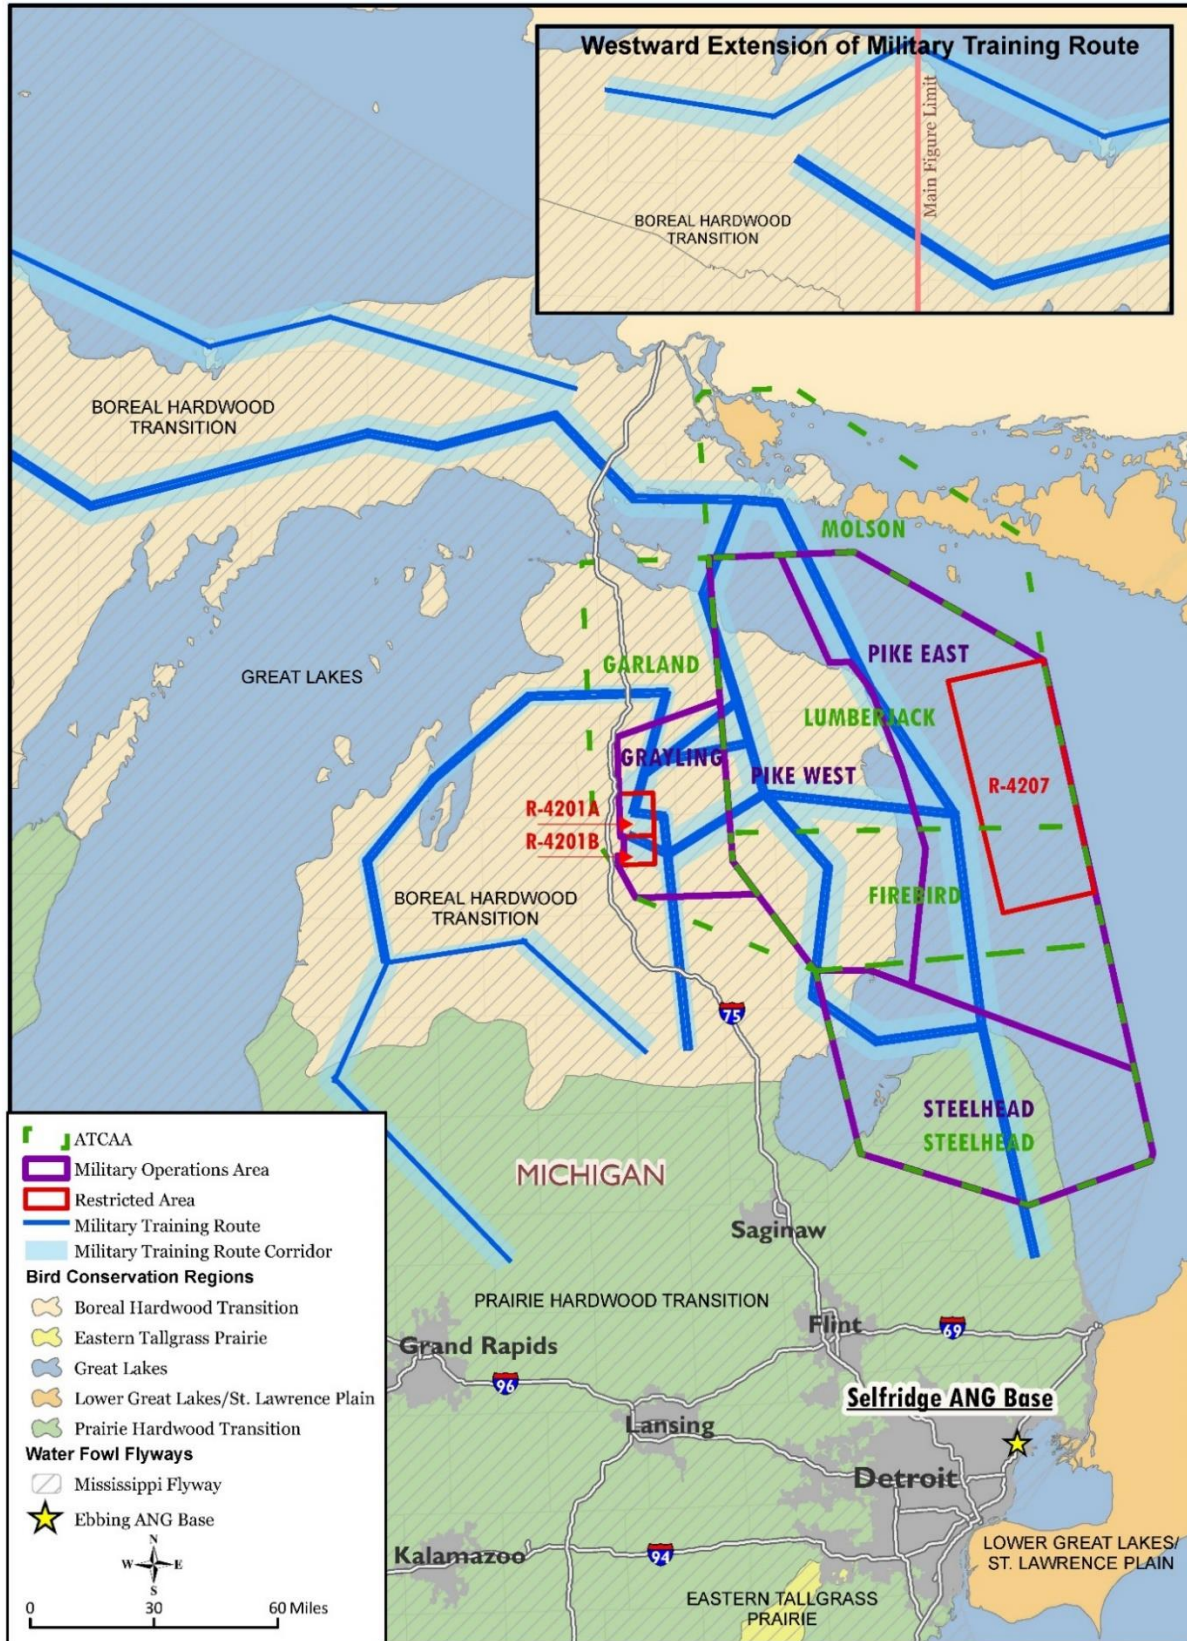 Westward Extension of Military Training Route
Main Figure Limit
BOREAL HARDWOOD
TRANSITION
BOREAL HARDWOOD
TRANSITION
MOLSON
PIKE EAST
GARLAND
GREAT LAKES
LUMBERJACK
GRAYLING
PIKE WEST
R-4207
R-4201A
R-4201B
FIREBIRD
BOREAL HARDWOOD
TRANSITION
75
STEELHEAD
STEELHEAD
MICHIGAN
Saginaw
PRAIRIE HARDWOOD TRANSITION
Flint
69
Grand Rapids
96
Selfridge ANG Base
Lansing
Detroit
Kalamazoo
94
LOWER GREAT LAKES/
ST. LAWRENCE PLAIN
EASTERN TALLGRASS
PRAIRIE
ATCAA
Military Operations Area
Restricted Area
Military Training Route
Military Training Route Corridor
Bird Conservation Regions
Boreal Hardwood Transition
Eastern Tallgrass Prairie
Great Lakes
Lower Great Lakes/St. Lawrence Plain
Prairie Hardwood Transition
Water Fowl Flyways
Mississippi Flyway
Ebbing ANG Base
N
W E
S
0 30 60 Miles